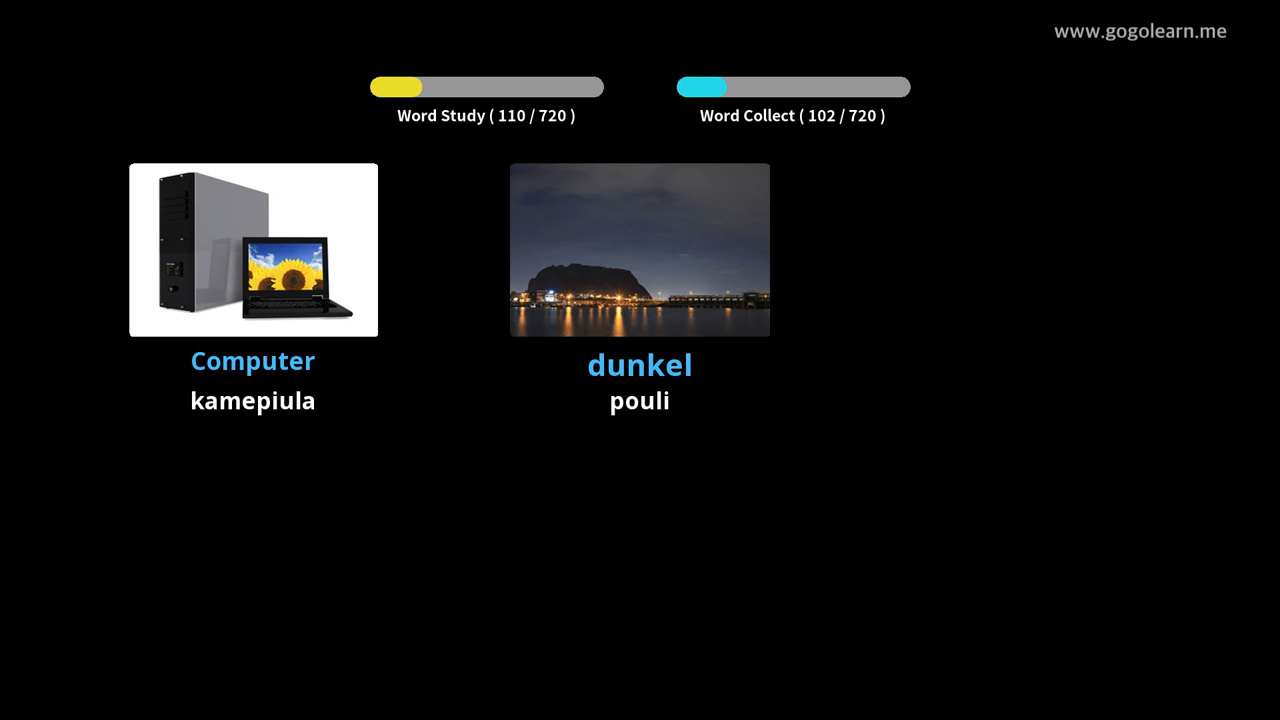 www.gogolearn.me
Word Study ( 110 / 720 )
Word Collect ( 102 / 720 )
Computer
kamepiula
dunkel
pouli